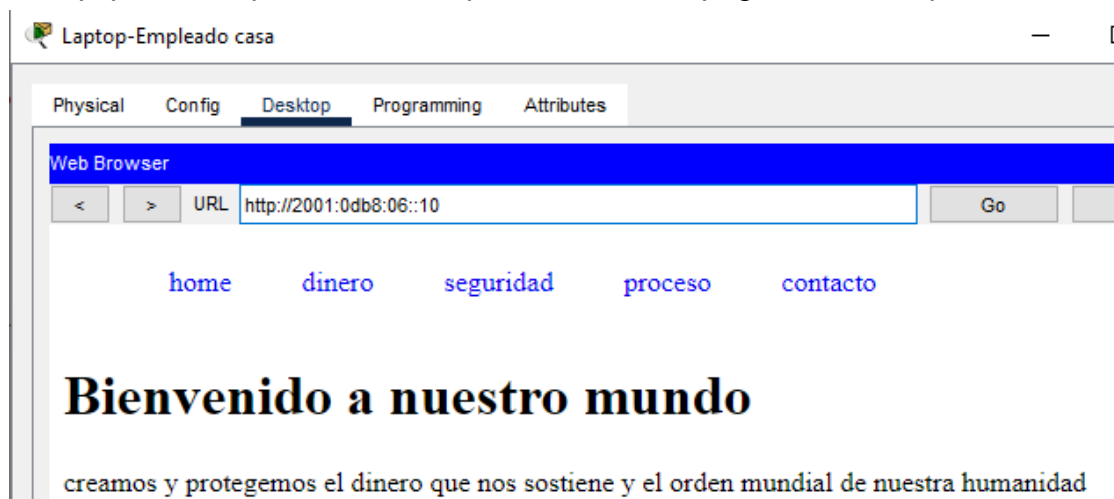 Laptop-Empleado casa
Physical Config Desktop Programming Attributes
Web Browser
< > URL http://2001:0db8:06::10 Go
home dinero seguridad proceso contacto
Bienvenido a nuestro mundo
creamos y protegemos el dinero que nos sostiene y el orden mundial de nuestra humanidad